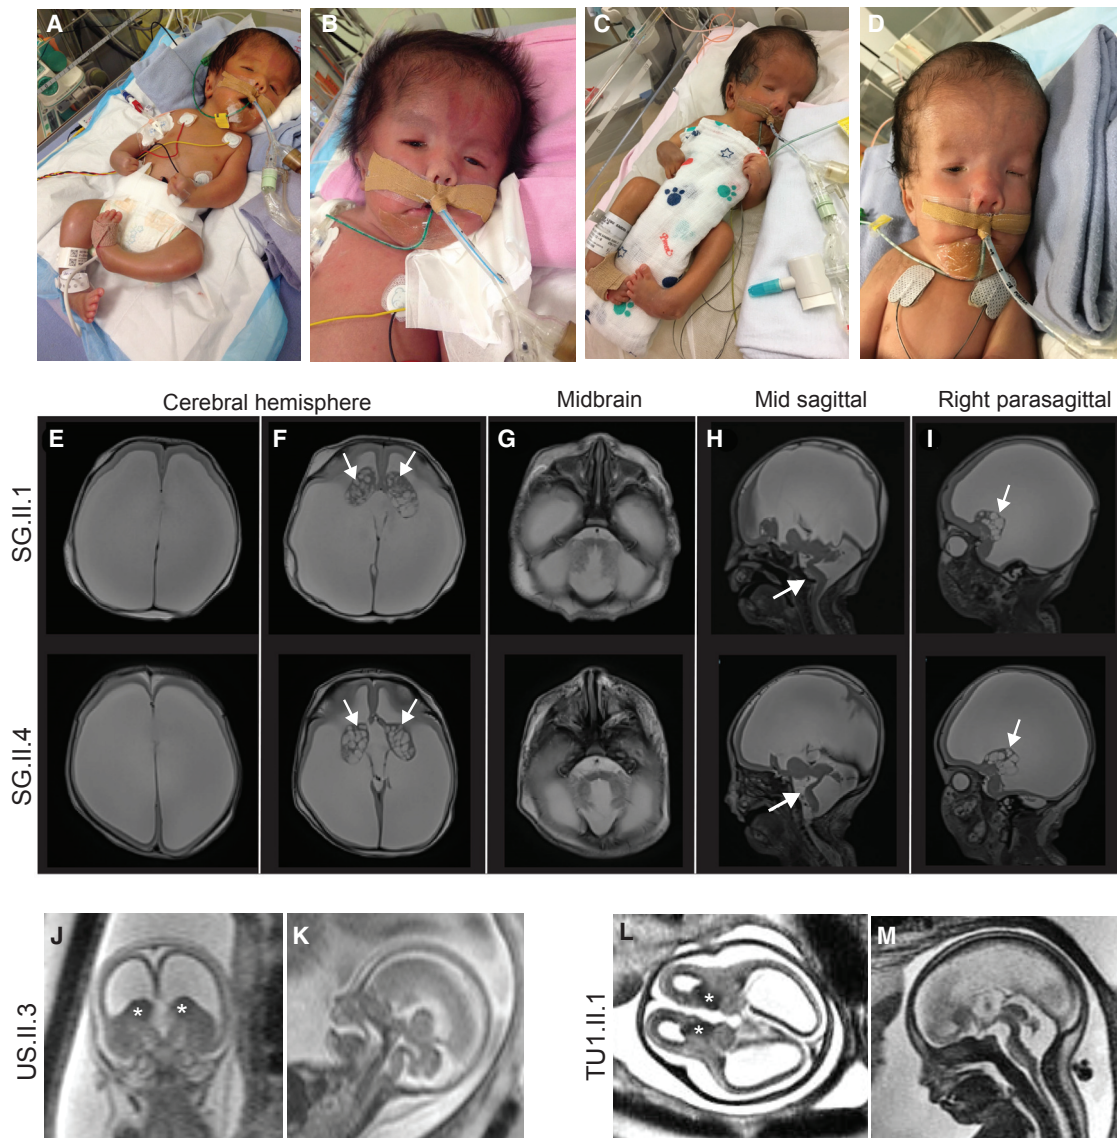 A
B
C
D
Cerebral hemisphere
Midbrain
Mid sagittal
Right parasagittal
E
F
G
H
I
SG.II.1
SG.II.4
J
K
L
M
US.II.3
*
*
TU1.II.1
*
*